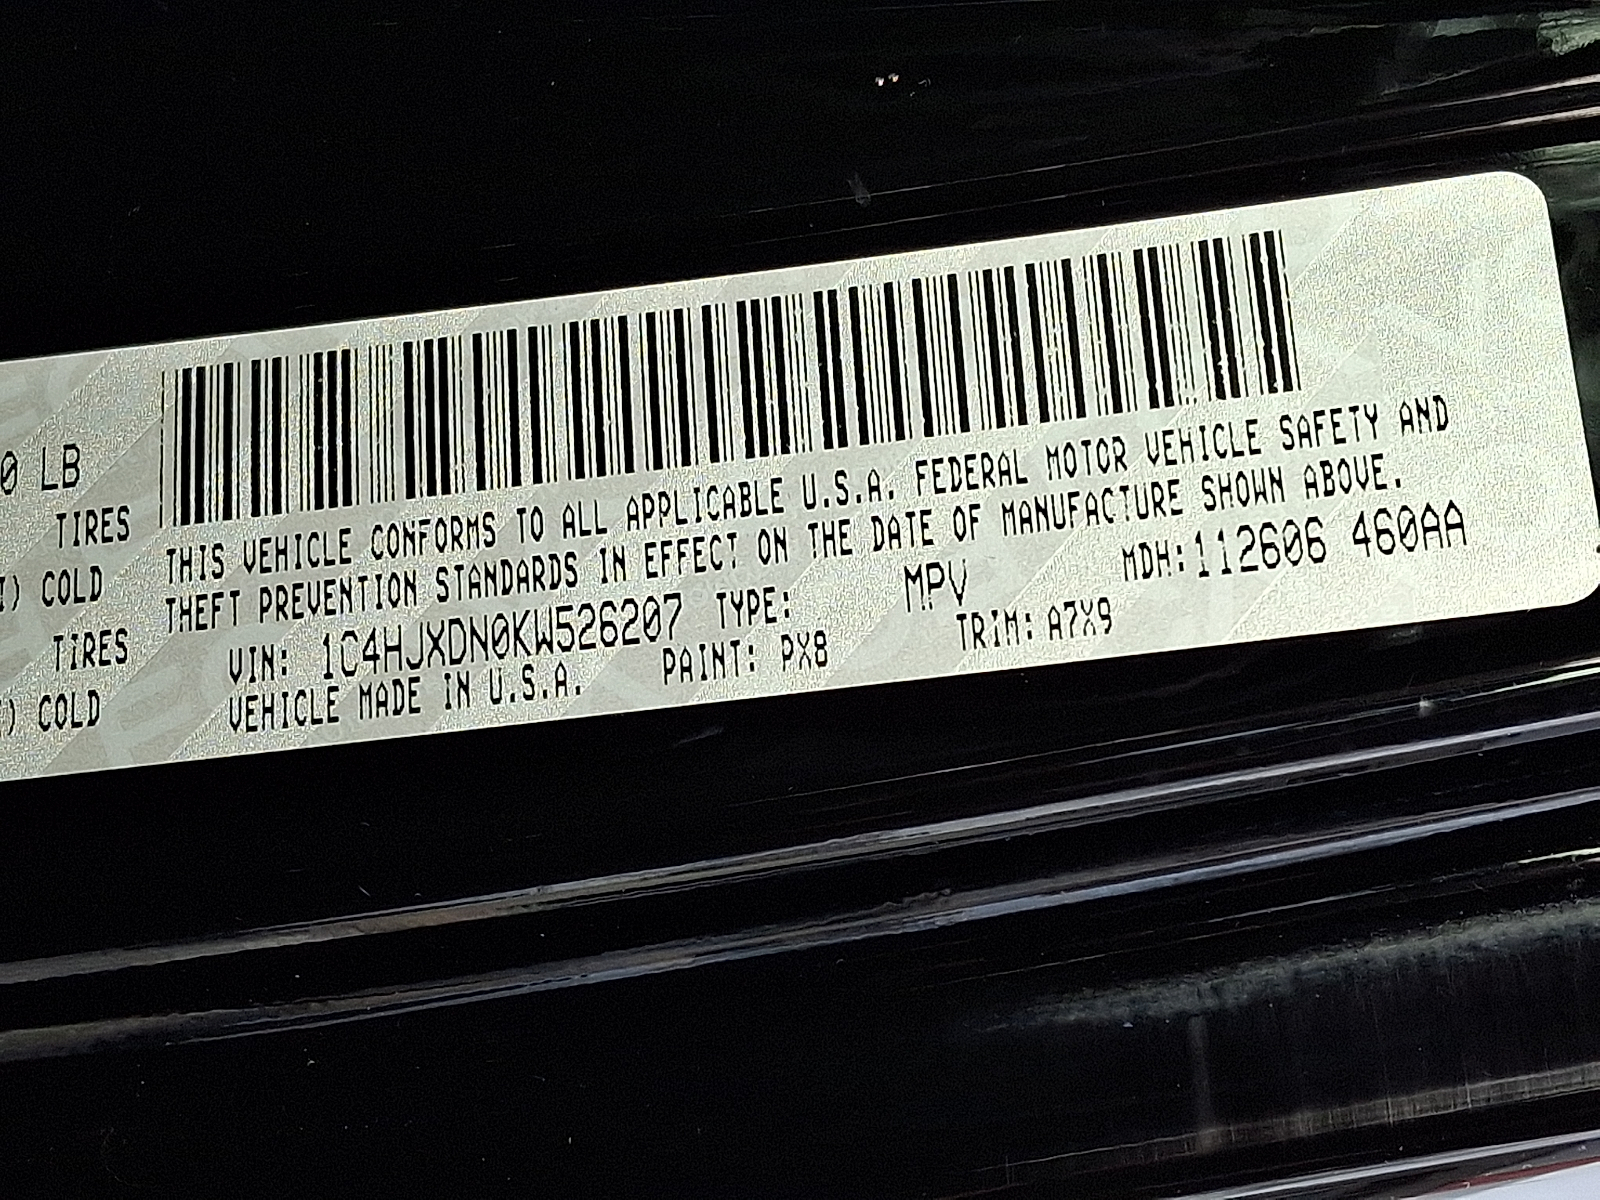 0 LB
TIRES
I) COLD
TIRES
) COLD
THIS VEHICLE CONFORMS TO ALL APPLICABLE U.S.A. FEDERAL MOTOR VEHICLE SAFETY AND
THEFT PREVENTION STANDARDS IN EFFECT ON THE DATE OF MANUFACTURE SHOWN ABOVE.
VIN: 1C4HJXDN0KW526207 TYPE: MPV MDH: 112606 460AA
VEHICLE MADE IN U.S.A. PAINT: PX8 TRIM: A7X9